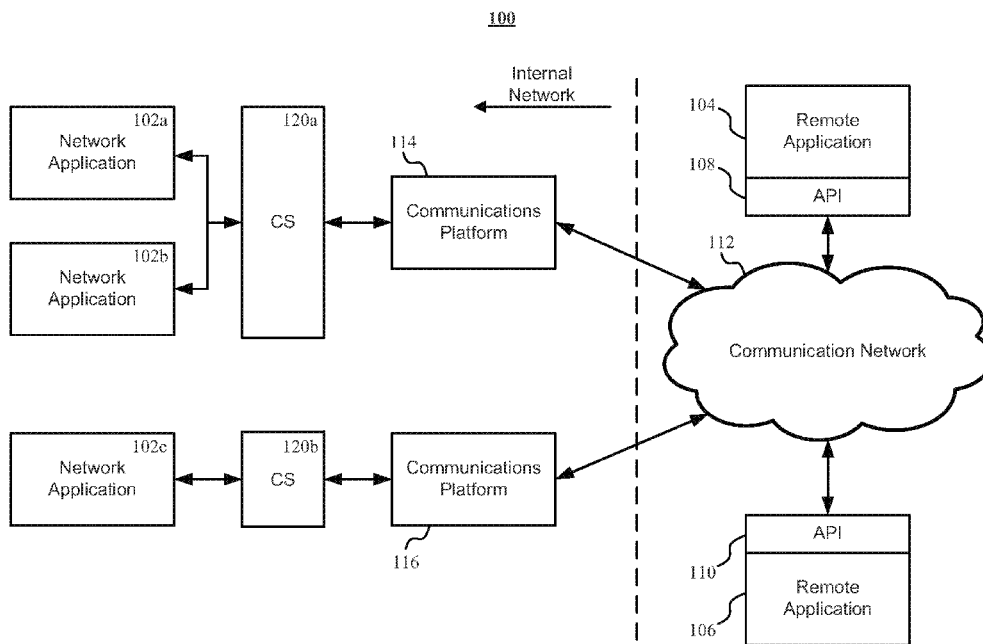 100
Internal
Network
102a
Network
Application
120a
CS
114
Communications
Platform
104
Remote
Application
108
API
102b
Network
Application
112
Communication Network
102c
Network
Application
120b
CS
Communications
Platform
116
API
110
Remote
Application
106